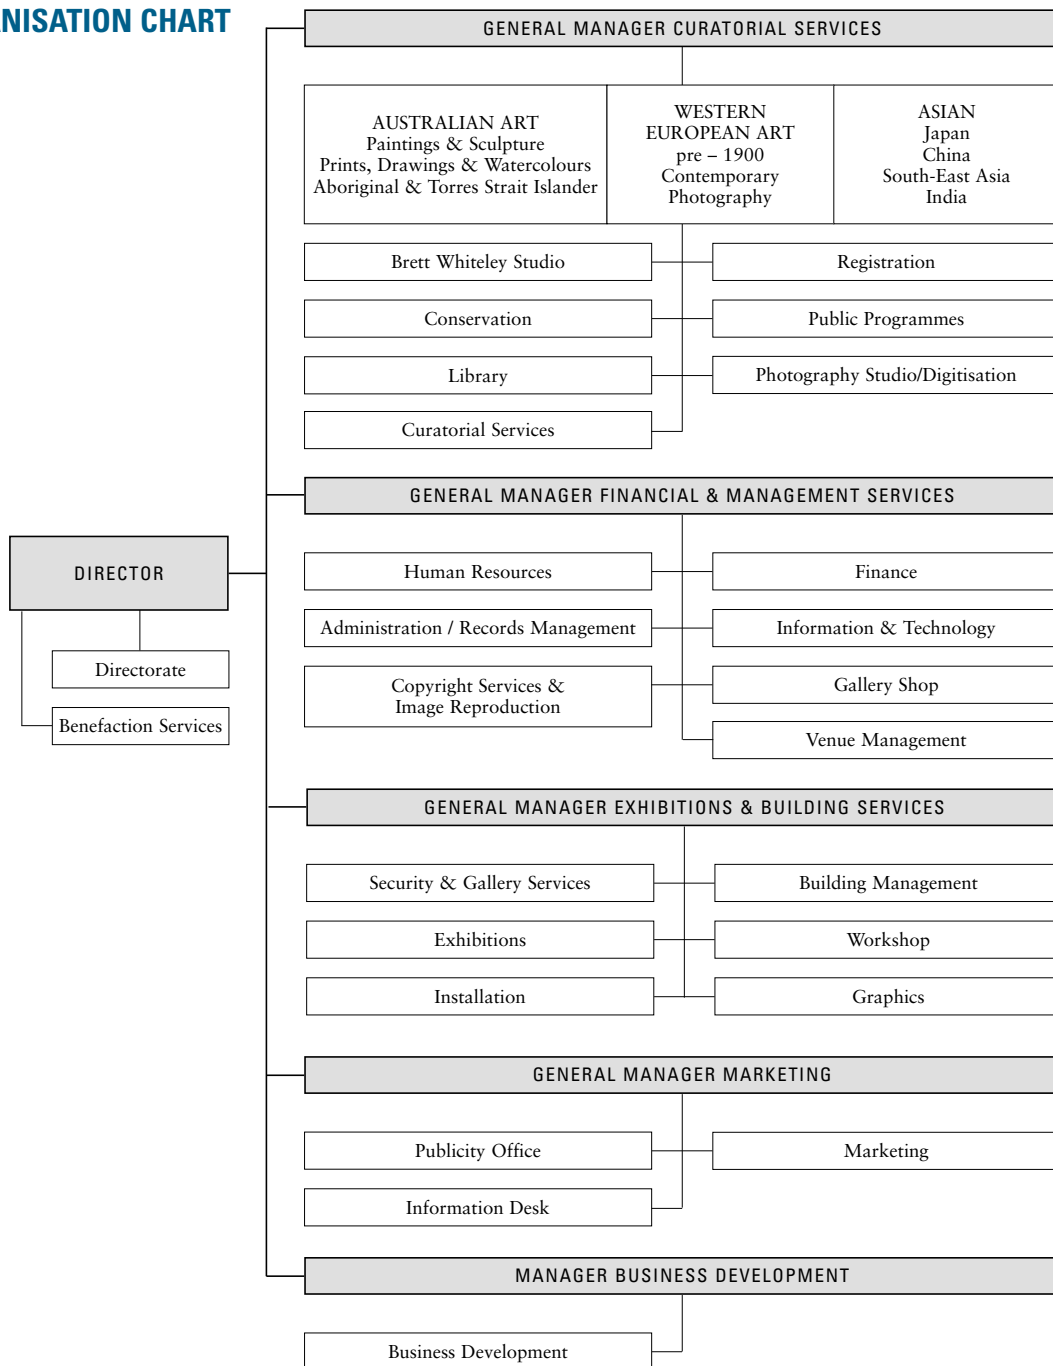 NISATION CHART
GENERAL MANAGER CURATORIAL SERVICES
AUSTRALIAN ART
Paintings & Sculpture
Prints, Drawings & Watercolours
Aboriginal & Torres Strait Islander
WESTERN
EUROPEAN ART
pre – 1900
Contemporary
Photography
ASIAN
Japan
China
South-East Asia
India
Brett Whiteley Studio
Registration
Conservation
Public Programmes
Library
Photography Studio/Digitisation
Curatorial Services
GENERAL MANAGER FINANCIAL & MANAGEMENT SERVICES
DIRECTOR
Directorate
Benefaction Services
Human Resources
Finance
Administration / Records Management
Information & Technology
Copyright Services &
Image Reproduction
Gallery Shop
Venue Management
GENERAL MANAGER EXHIBITIONS & BUILDING SERVICES
Security & Gallery Services
Building Management
Exhibitions
Workshop
Installation
Graphics
GENERAL MANAGER MARKETING
Publicity Office
Marketing
Information Desk
MANAGER BUSINESS DEVELOPMENT
Business Development